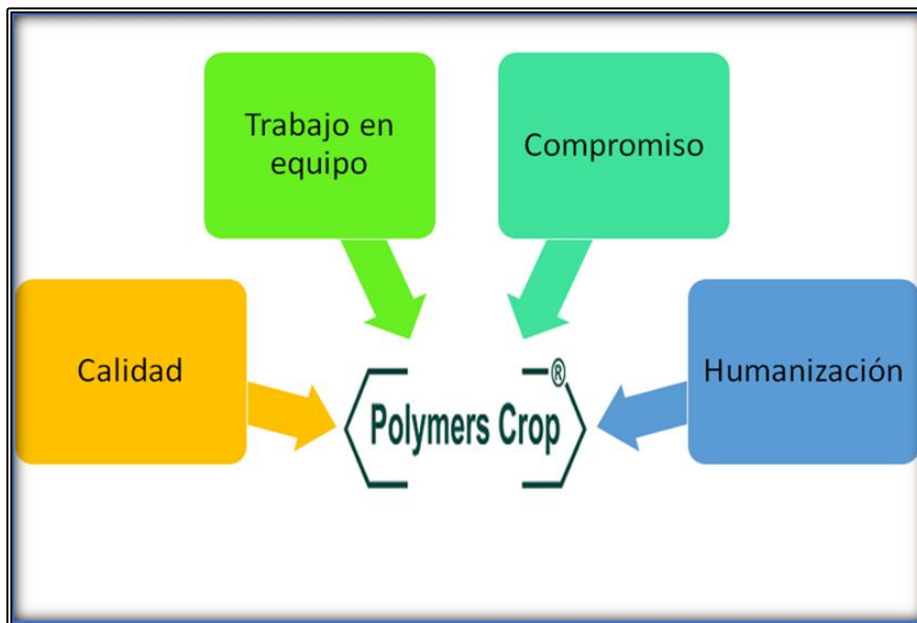 Trabajo en
equipo
Compromiso
Calidad
Humanización
Polymers Crop ®